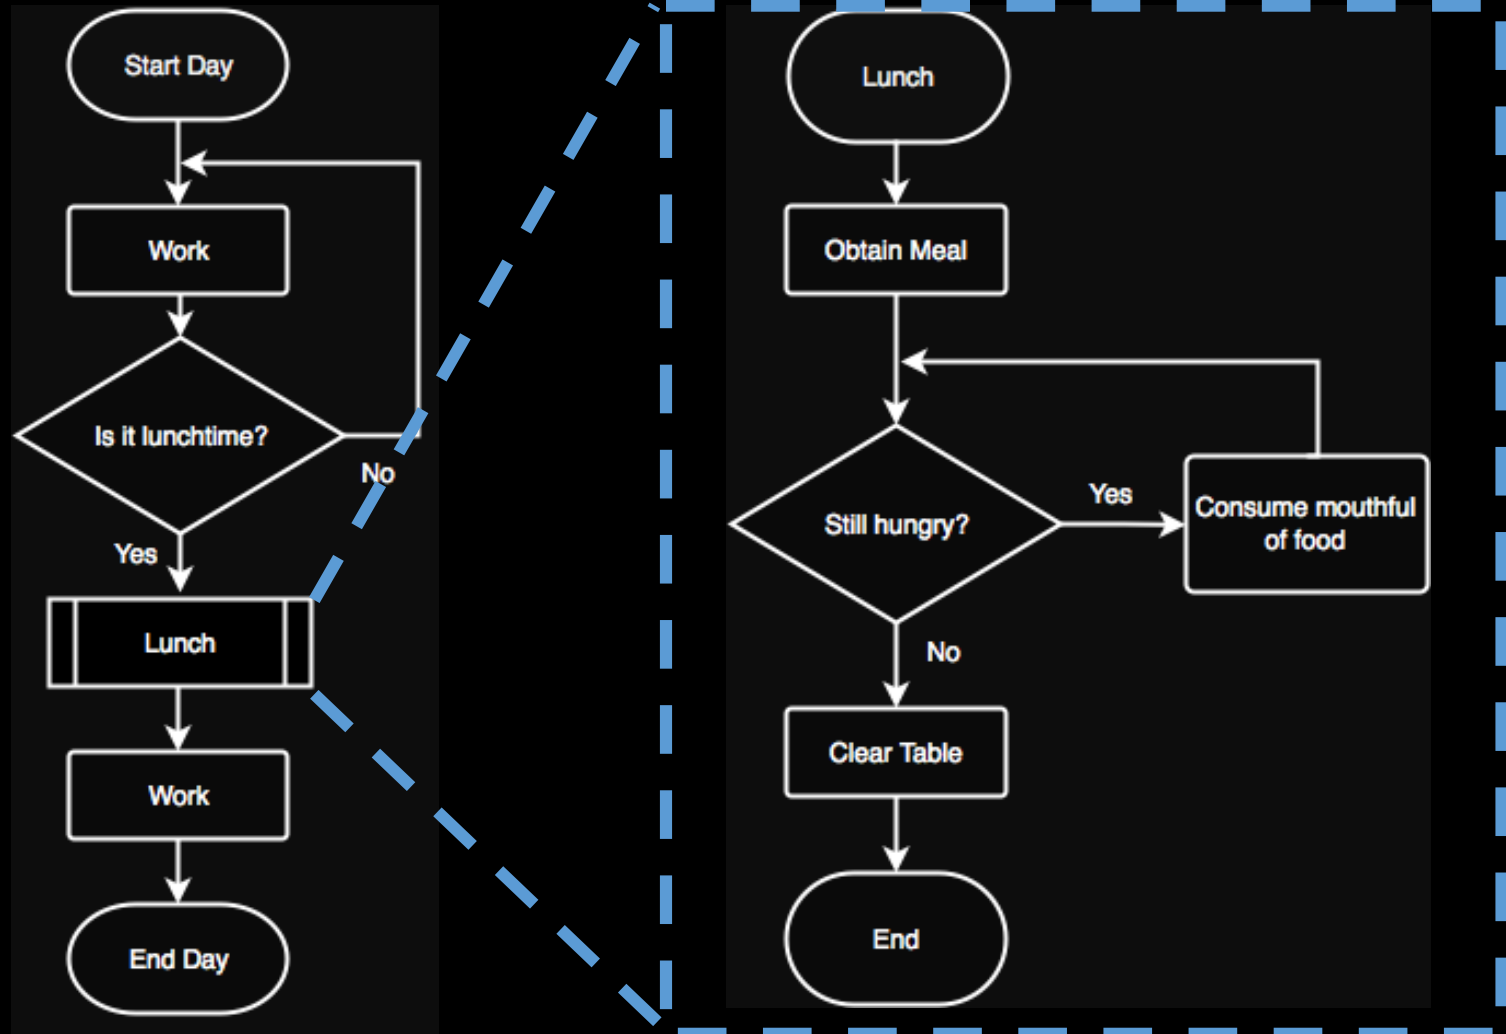 Start Day
Work
Is it lunchtime?
No
Yes
Lunch
Work
End Day
Lunch
Obtain Meal
Still hungry?
Yes
Consume mouthful
of food
No
Clear Table
End